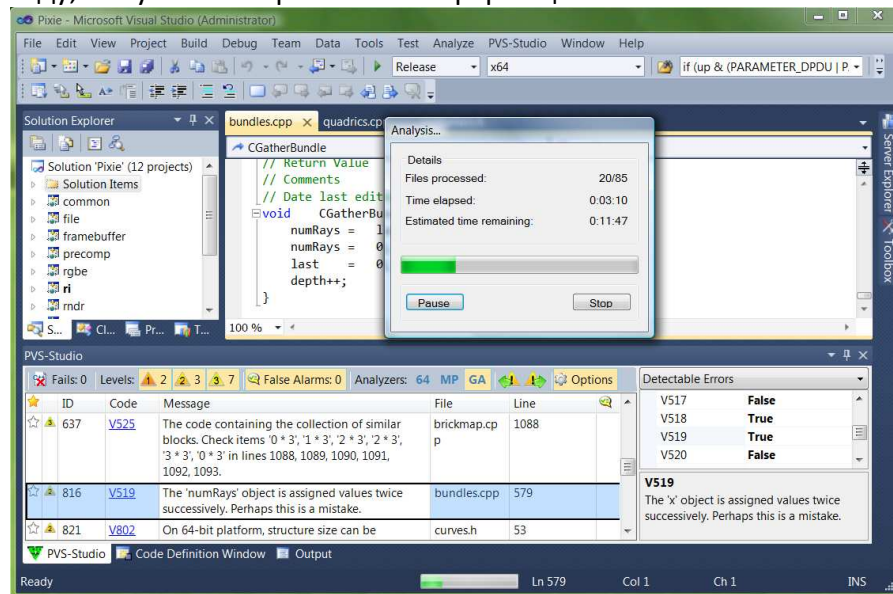 Pixie - Microsoft Visual Studio (Administrator)
File Edit View Project Build Debug Team Data Tools Test Analyze PVS-Studio Window Help
Release x64 if (up & (PARAMETER_DPDU | P.
Solution Explorer
bundles.cpp quadrics.cp
CGatherBundle
Solution 'Pixie' (12 projects)
Solution Items
common
file
framebuffer
precomp
rgbe
ri
rndr
S... Cl... Pr... T...
// Return Value
// Comments
// Date last edit
void CGatherBu
numRays = 1
numRays = 0
last = 0
depth++;
}
100 %
Analysis...
Details
Files processed: 20/85
Time elapsed: 0:03:10
Estimated time remaining: 0:11:47
Pause Stop
Server Explorer
Toolbox
PVS-Studio
Fails: 0 Levels: 1 2 2 3 3 7 False Alarms: 0 Analyzers: 64 MP GA Options
ID Code Message File Line
637 V525 The code containing the collection of similar brickmap.cp 1088
blocks. Check items '0 * 3', '1 * 3', '2 * 3', '2 * 3', p
'3 * 3', '0 * 3' in lines 1088, 1089, 1090, 1091,
1092, 1093.
816 V519 The 'numRays' object is assigned values twice bundles.cpp 579
successively. Perhaps this is a mistake.
821 V802 On 64-bit platform, structure size can be curves.h 53
Detectable Errors
V517 False
V518 True
V519 True
V520 False
V519
The 'x' object is assigned values twice
successively. Perhaps this is a mistake.
PVS-Studio Code Definition Window Output
Ready Ln 579 Col 1 Ch 1 INS